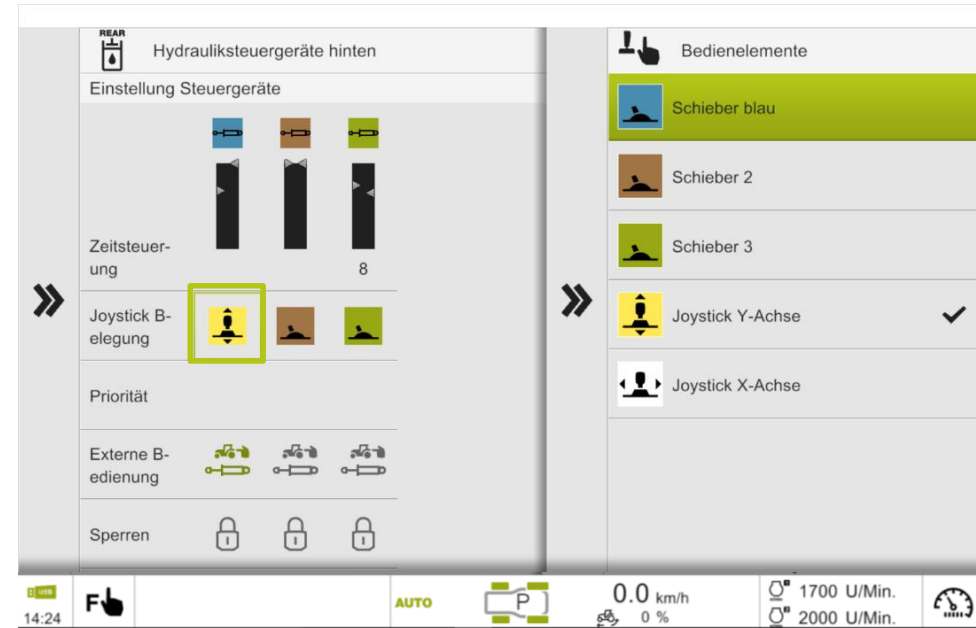 REAR
Hydrauliksteuergeräte hinten
Einstellung Steuergeräte
Zeitsteuer-
ung
8
Joystick B-
elegung
Priorität
Externe B-
edienung
Sperren
Bedienelemente
Schieber blau
Schieber 2
Schieber 3
Joystick Y-Achse
Joystick X-Achse
USB
14:24
F
AUTO
P
0.0 km/h
0 %
1700 U/Min.
2000 U/Min.